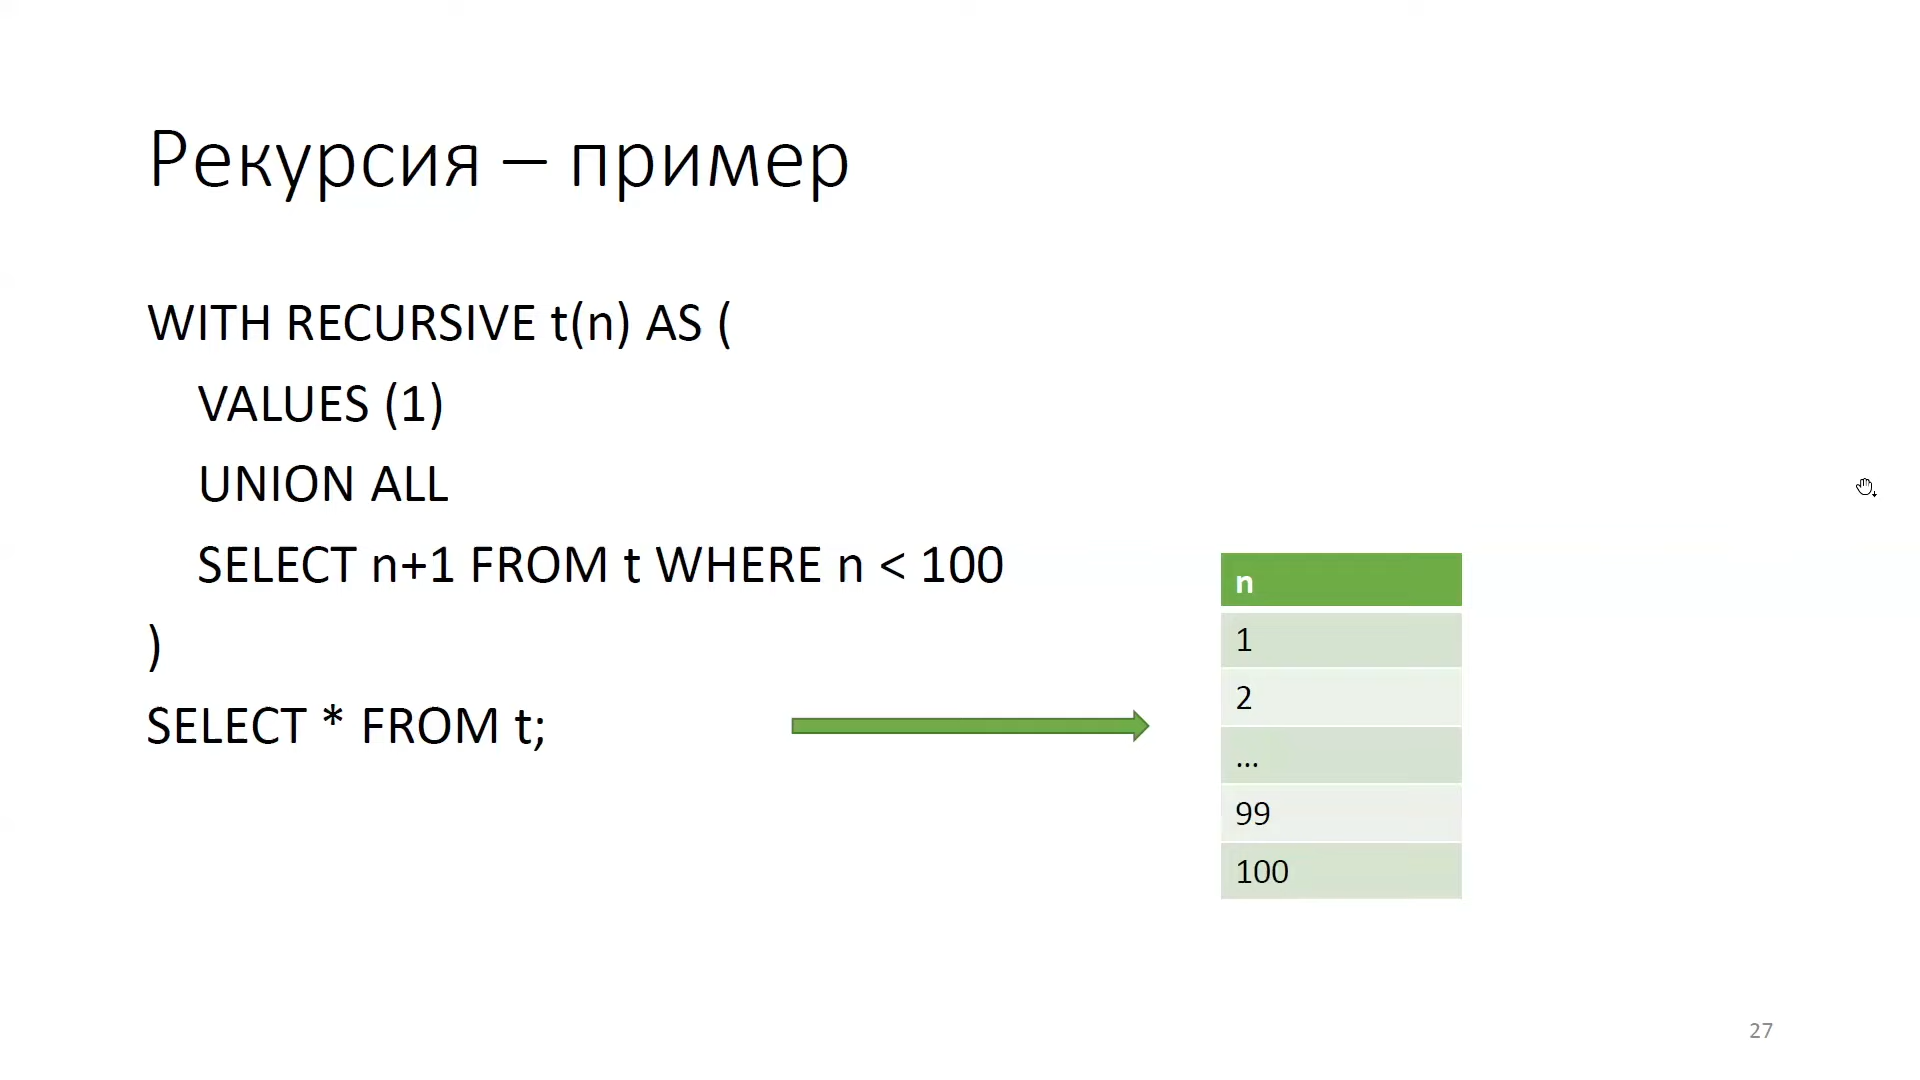 Рекурсия – пример
WITH RECURSIVE t(n) AS (
VALUES (1)
UNION ALL
SELECT n+1 FROM t WHERE n < 100
)
SELECT * FROM t;
n
1
2
...
99
100
27